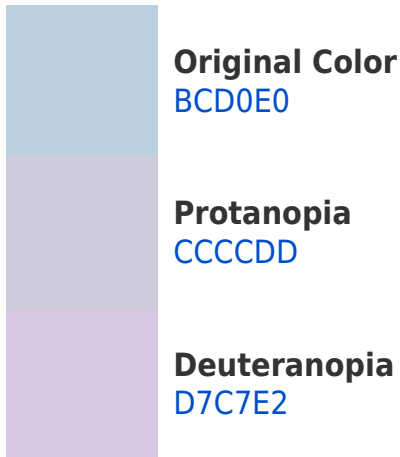 Original Color
BCD0E0
Protanopia
CCCCDD
Deuteranopia
D7C7E2